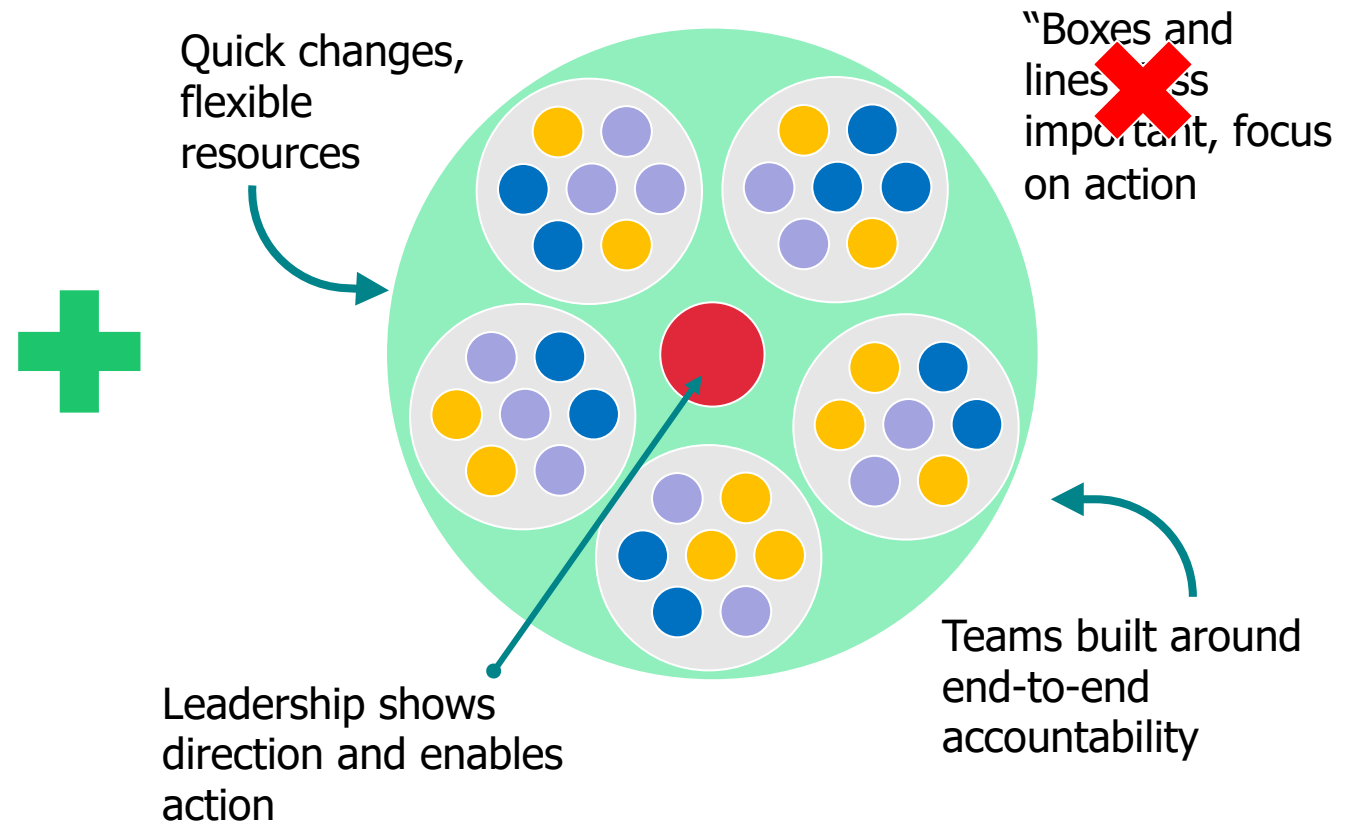 Quick changes,
flexible
resources
“Boxes and
lines ss
important, focus
on action
Teams built around
end-to-end
accountability
Leadership shows
direction and enables
action